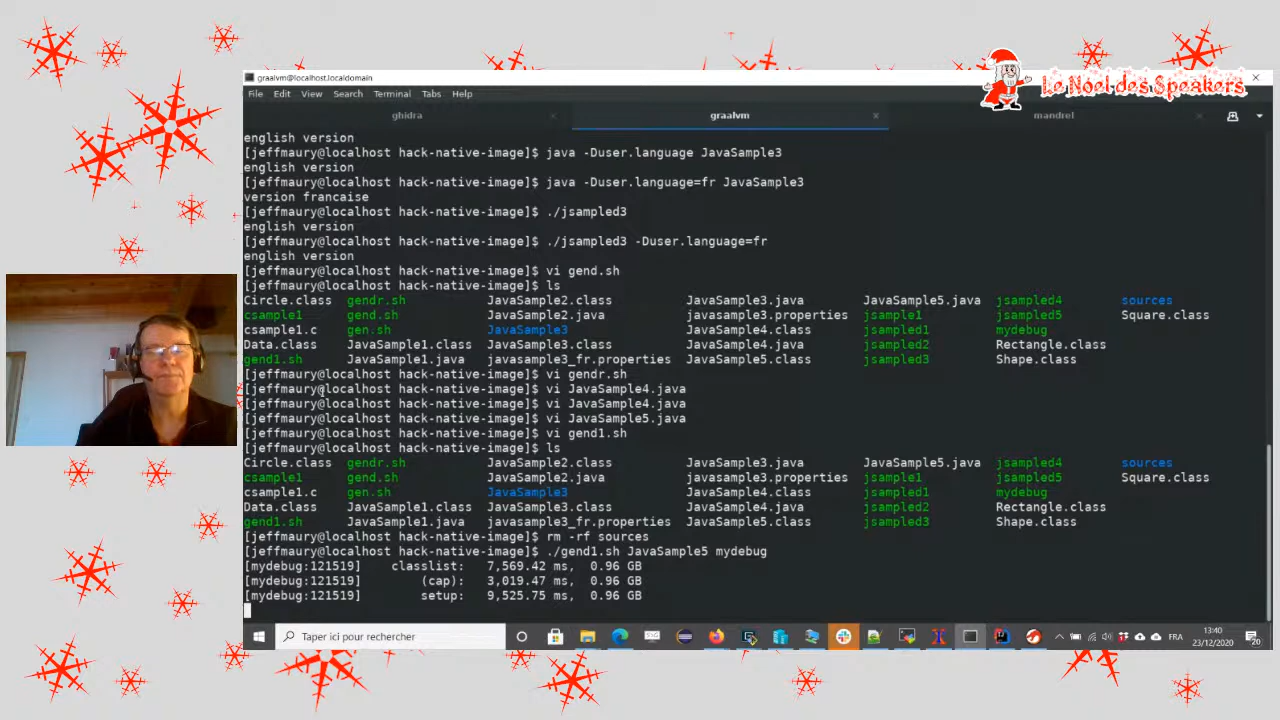 Le Noel des Speakers
graalvm@localhost.localdomain
File Edit View Search Terminal Tabs Help
ghidra graalvm mandrel
english version
[jeffmaury@localhost hack-native-image]$ java -Duser.language JavaSample3
english version
[jeffmaury@localhost hack-native-image]$ java -Duser.language=fr JavaSample3
version francaise
[jeffmaury@localhost hack-native-image]$ ./jsampled3
english version
[jeffmaury@localhost hack-native-image]$ ./jsampled3 -Duser.language=fr
english version
[jeffmaury@localhost hack-native-image]$ vi gend.sh
[jeffmaury@localhost hack-native-image]$ ls
Circle.class gendr.sh JavaSample2.class JavaSample3.java JavaSample5.java jsampled4 sources
csample1 gend.sh JavaSample2.java javasample3.properties jsample1 jsampled5 Square.class
csample1.c gen.sh JavaSample3 JavaSample4.class jsampled1 mydebug
Data.class JavaSample1.class JavaSample3.class JavaSample4.java jsampled2 Rectangle.class
gend1.sh JavaSample1.java javasample3_fr.properties JavaSample5.class jsampled3 Shape.class
[jeffmaury@localhost hack-native-image]$ vi gendr.sh
[jeffmaury@localhost hack-native-image]$ vi JavaSample4.java
[jeffmaury@localhost hack-native-image]$ vi JavaSample4.java
[jeffmaury@localhost hack-native-image]$ vi JavaSample5.java
[jeffmaury@localhost hack-native-image]$ vi gend1.sh
[jeffmaury@localhost hack-native-image]$ ls
Circle.class gendr.sh JavaSample2.class JavaSample3.java JavaSample5.java jsampled4 sources
csample1 gend.sh JavaSample2.java javasample3.properties jsample1 jsampled5 Square.class
csample1.c gen.sh JavaSample3 JavaSample4.class jsampled1 mydebug
Data.class JavaSample1.class JavaSample3.class JavaSample4.java jsampled2 Rectangle.class
gend1.sh JavaSample1.java javasample3_fr.properties JavaSample5.class jsampled3 Shape.class
[jeffmaury@localhost hack-native-image]$ rm -rf sources
[jeffmaury@localhost hack-native-image]$ ./gend1.sh JavaSample5 mydebug
[mydebug:121519] classlist: 7,569.42 ms, 0.96 GB
[mydebug:121519] (cap): 3,019.47 ms, 0.96 GB
[mydebug:121519] setup: 9,525.75 ms, 0.96 GB
Taper ici pour rechercher
FRA
13:40
23/12/2020
20